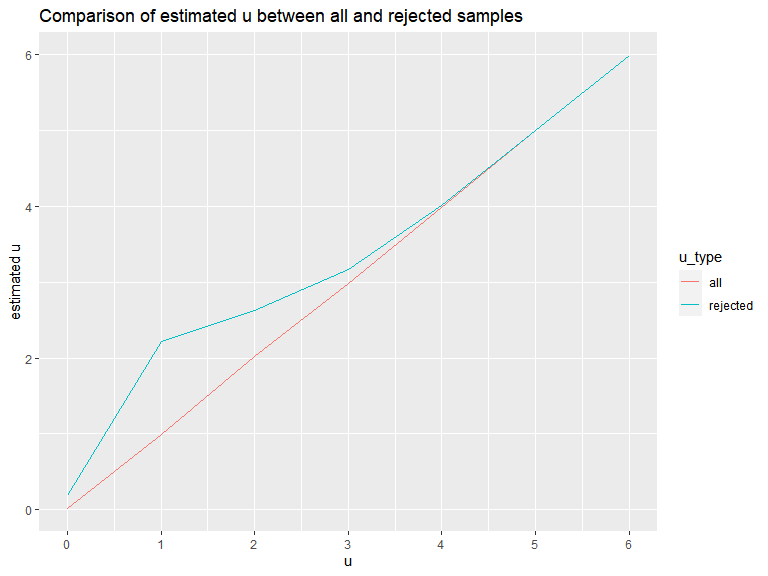 Comparison of estimated u between all and rejected samples
6
4
2
0
estimated u
0 1 2 3 4 5 6
u
u_type
all
rejected